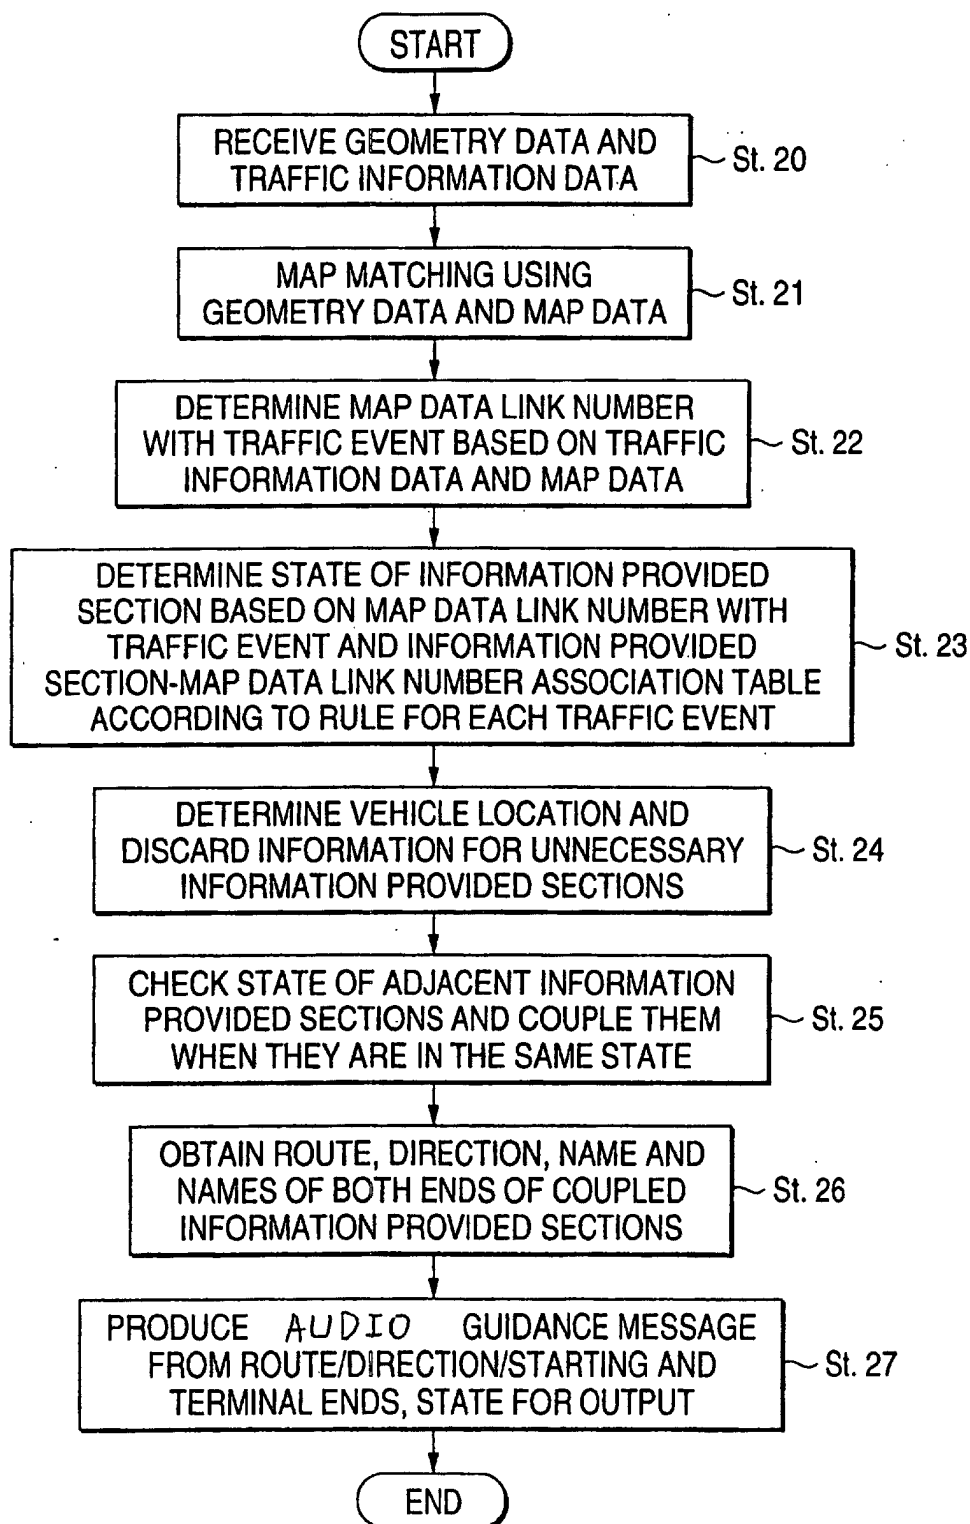 START
RECEIVE GEOMETRY DATA AND
TRAFFIC INFORMATION DATA
St. 20
MAP MATCHING USING
GEOMETRY DATA AND MAP DATA
St. 21
DETERMINE MAP DATA LINK NUMBER
WITH TRAFFIC EVENT BASED ON TRAFFIC
INFORMATION DATA AND MAP DATA
St. 22
DETERMINE STATE OF INFORMATION PROVIDED
SECTION BASED ON MAP DATA LINK NUMBER WITH
TRAFFIC EVENT AND INFORMATION PROVIDED
SECTION-MAP DATA LINK NUMBER ASSOCIATION TABLE
ACCORDING TO RULE FOR EACH TRAFFIC EVENT
St. 23
DETERMINE VEHICLE LOCATION AND
DISCARD INFORMATION FOR UNNECESSARY
INFORMATION PROVIDED SECTIONS
St. 24
CHECK STATE OF ADJACENT INFORMATION
PROVIDED SECTIONS AND COUPLE THEM
WHEN THEY ARE IN THE SAME STATE
St. 25
OBTAIN ROUTE, DIRECTION, NAME AND
NAMES OF BOTH ENDS OF COUPLED
INFORMATION PROVIDED SECTIONS
St. 26
PRODUCE AUDIO GUIDANCE MESSAGE
FROM ROUTE/DIRECTION/STARTING AND
TERMINAL ENDS, STATE FOR OUTPUT
St. 27
END